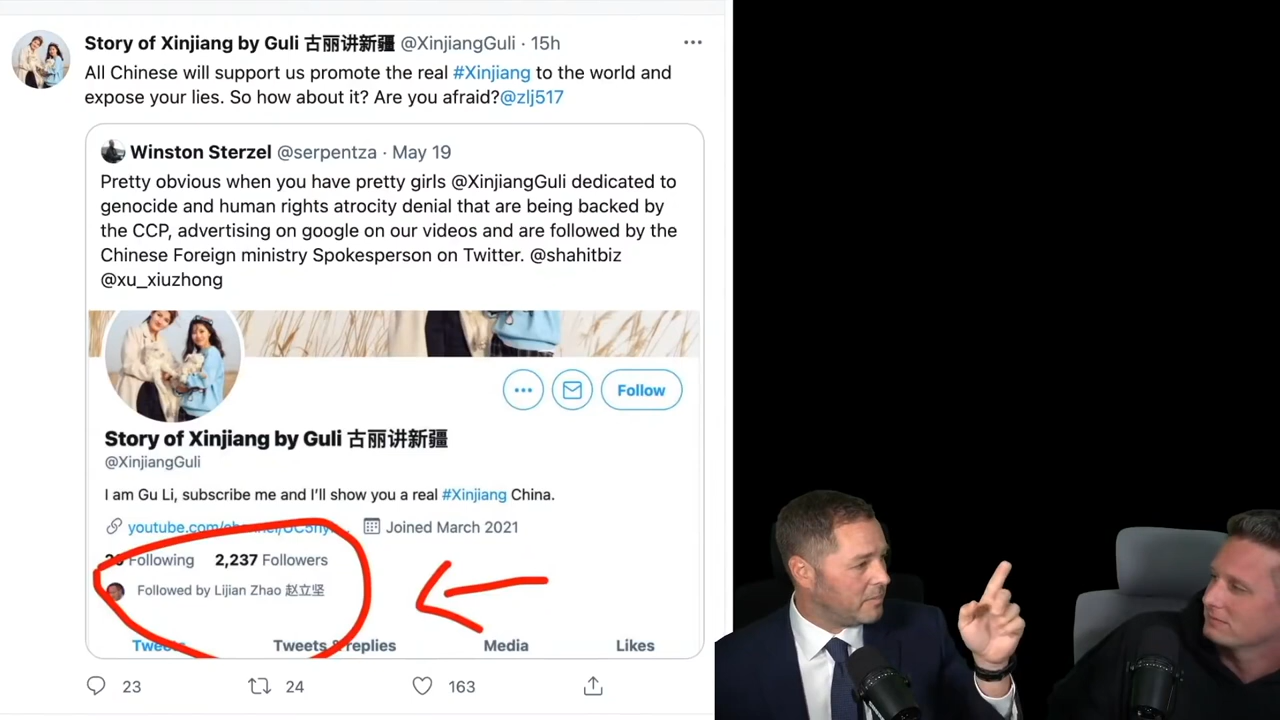 Story of Xinjiang by Guli 古丽讲新疆 @XinjiangGuli · 15h
All Chinese will support us promote the real #Xinjiang to the world and
expose your lies. So how about it? Are you afraid?@zlj517
Winston Sterzel @serpentza · May 19
Pretty obvious when you have pretty girls @XinjiangGuli dedicated to
genocide and human rights atrocity denial that are being backed by
the CCP, advertising on google on our videos and are followed by the
Chinese Foreign ministry Spokesperson on Twitter. @shahitbiz
@xu_xiuzhong
Follow
Story of Xinjiang by Guli 古丽讲新疆
@XinjiangGuli
I am Gu Li, subscribe me and I'll show you a real #Xinjiang China.
Joined March 2021
Following 2,237 Followers
Followed by Lijian Zhao 赵立坚
Tweets Tweets & replies Media Likes
23 24 163